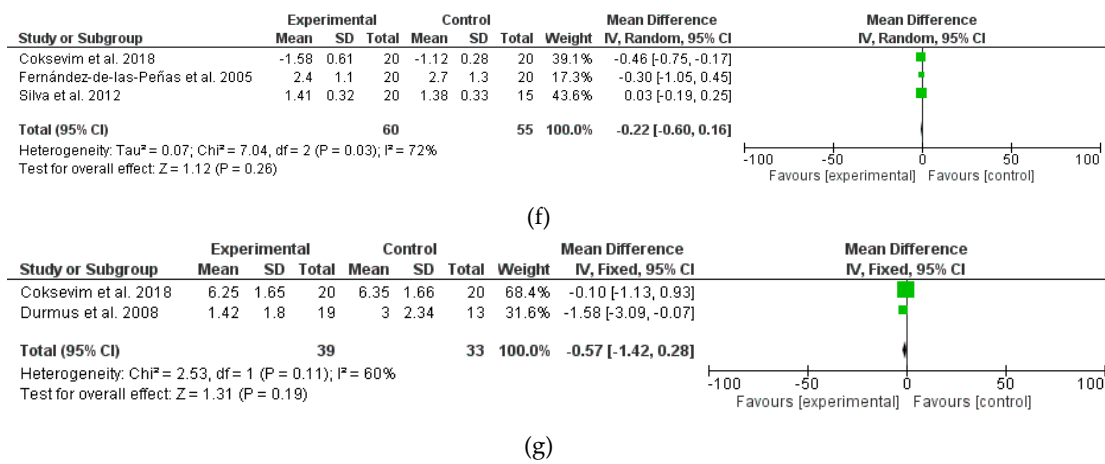 Experimental Control Mean Difference Mean Difference
Study or Subgroup Mean SD Total Mean SD Total Weight IV, Random, 95% CI IV, Random, 95% CI
Coksevim et al. 2018 -1.58 0.61 20 -1.12 0.28 20 39.1% -0.46 [-0.75, -0.17]
Fernández-de-las-Peñas et al. 2005 2.4 1.1 20 2.7 1.3 20 17.3% -0.30 [-1.05, 0.45]
Silva et al. 2012 1.41 0.32 20 1.38 0.33 15 43.6% 0.03 [-0.19, 0.25]
Total (95% CI) 60 55 100.0% -0.22 [-0.60, 0.16]
Heterogeneity: Tau² = 0.07; Chi² = 7.04, df = 2 (P = 0.03); I² = 72%
Test for overall effect: Z = 1.12 (P = 0.26)
-100 -50 0 50 100
Favours [experimental] Favours [control]
(f)
Experimental Control Mean Difference Mean Difference
Study or Subgroup Mean SD Total Mean SD Total Weight IV, Fixed, 95% CI IV, Fixed, 95% CI
Coksevim et al. 2018 6.25 1.65 20 6.35 1.66 20 68.4% -0.10 [-1.13, 0.93]
Durmus et al. 2008 1.42 1.8 19 3 2.34 13 31.6% -1.58 [-3.09, -0.07]
Total (95% CI) 39 33 100.0% -0.57 [-1.42, 0.28]
Heterogeneity: Chi² = 2.53, df = 1 (P = 0.11); I² = 60%
Test for overall effect: Z = 1.31 (P = 0.19)
-100 -50 0 50 100
Favours [experimental] Favours [control]
(g)